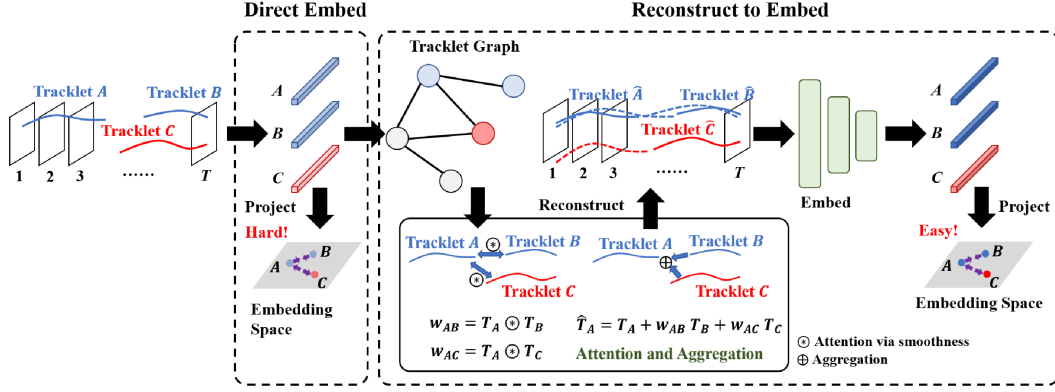 Direct Embed
Reconstruct to Embed
Tracklet A
Tracklet B
Tracklet C
1 2 3 ...... T
A
B
C
Project
Hard!
A
B
C
Embedding
Space
Tracklet Graph
Tracklet Â
Tracklet B̂
Tracklet Ĉ
1 2 3 ...... T
Reconstruct
Tracklet A ⊛ Tracklet B
⊛
Tracklet C
Tracklet A Tracklet B
⊕
Tracklet C
w_AB = T_A ⊛ T_B
w_AC = T_A ⊛ T_C
T̂_A = T_A + w_AB T_B + w_AC T_C
Attention and Aggregation
Embed
A
B
C
Project
Easy!
A
B
C
Embedding Space
⊛ Attention via smoothness
⊕ Aggregation